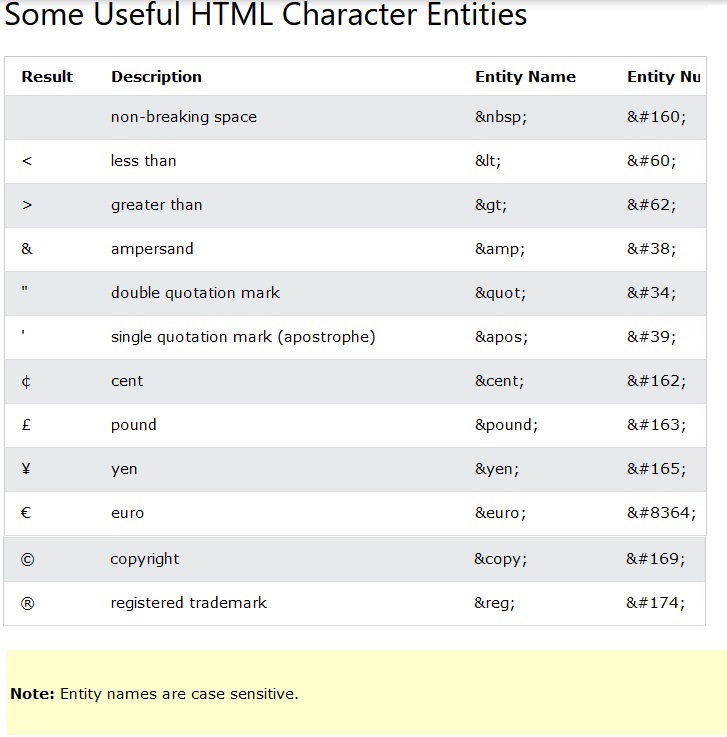 Some Useful HTML Character Entities
Result Description Entity Name Entity Nu
non-breaking space &nbsp; &#160;
< less than &lt; &#60;
> greater than &gt; &#62;
& ampersand &amp; &#38;
" double quotation mark &quot; &#34;
' single quotation mark (apostrophe) &apos; &#39;
¢ cent &cent; &#162;
£ pound &pound; &#163;
¥ yen &yen; &#165;
€ euro &euro; &#8364;
© copyright &copy; &#169;
® registered trademark &reg; &#174;
Note: Entity names are case sensitive.